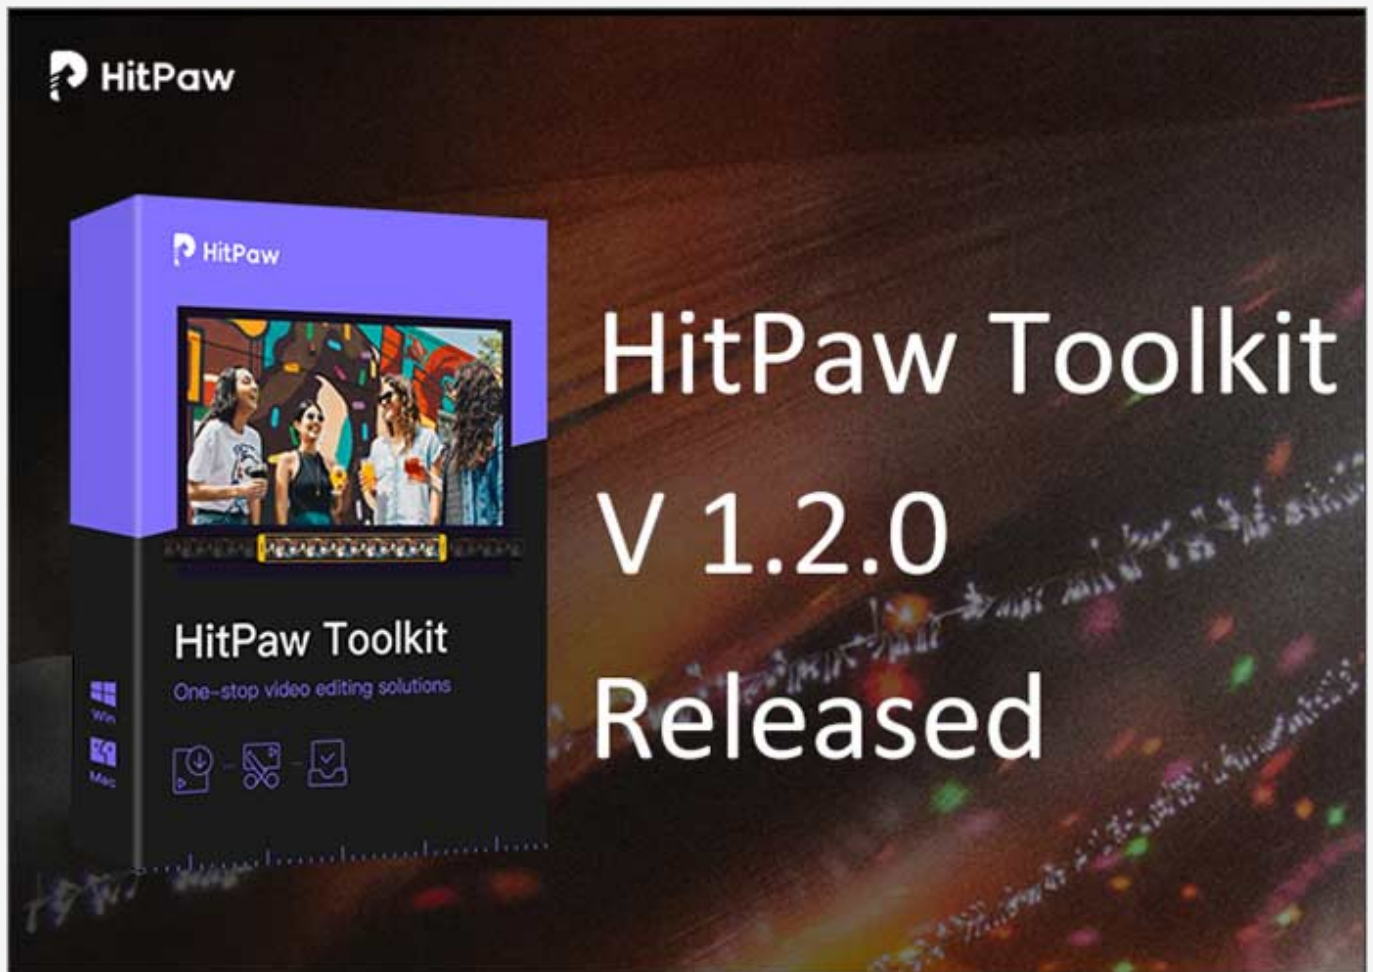 HitPaw
HitPaw
HitPaw Toolkit
One-stop video editing solutions
Win
Mac
HitPaw Toolkit
V 1.2.0
Released